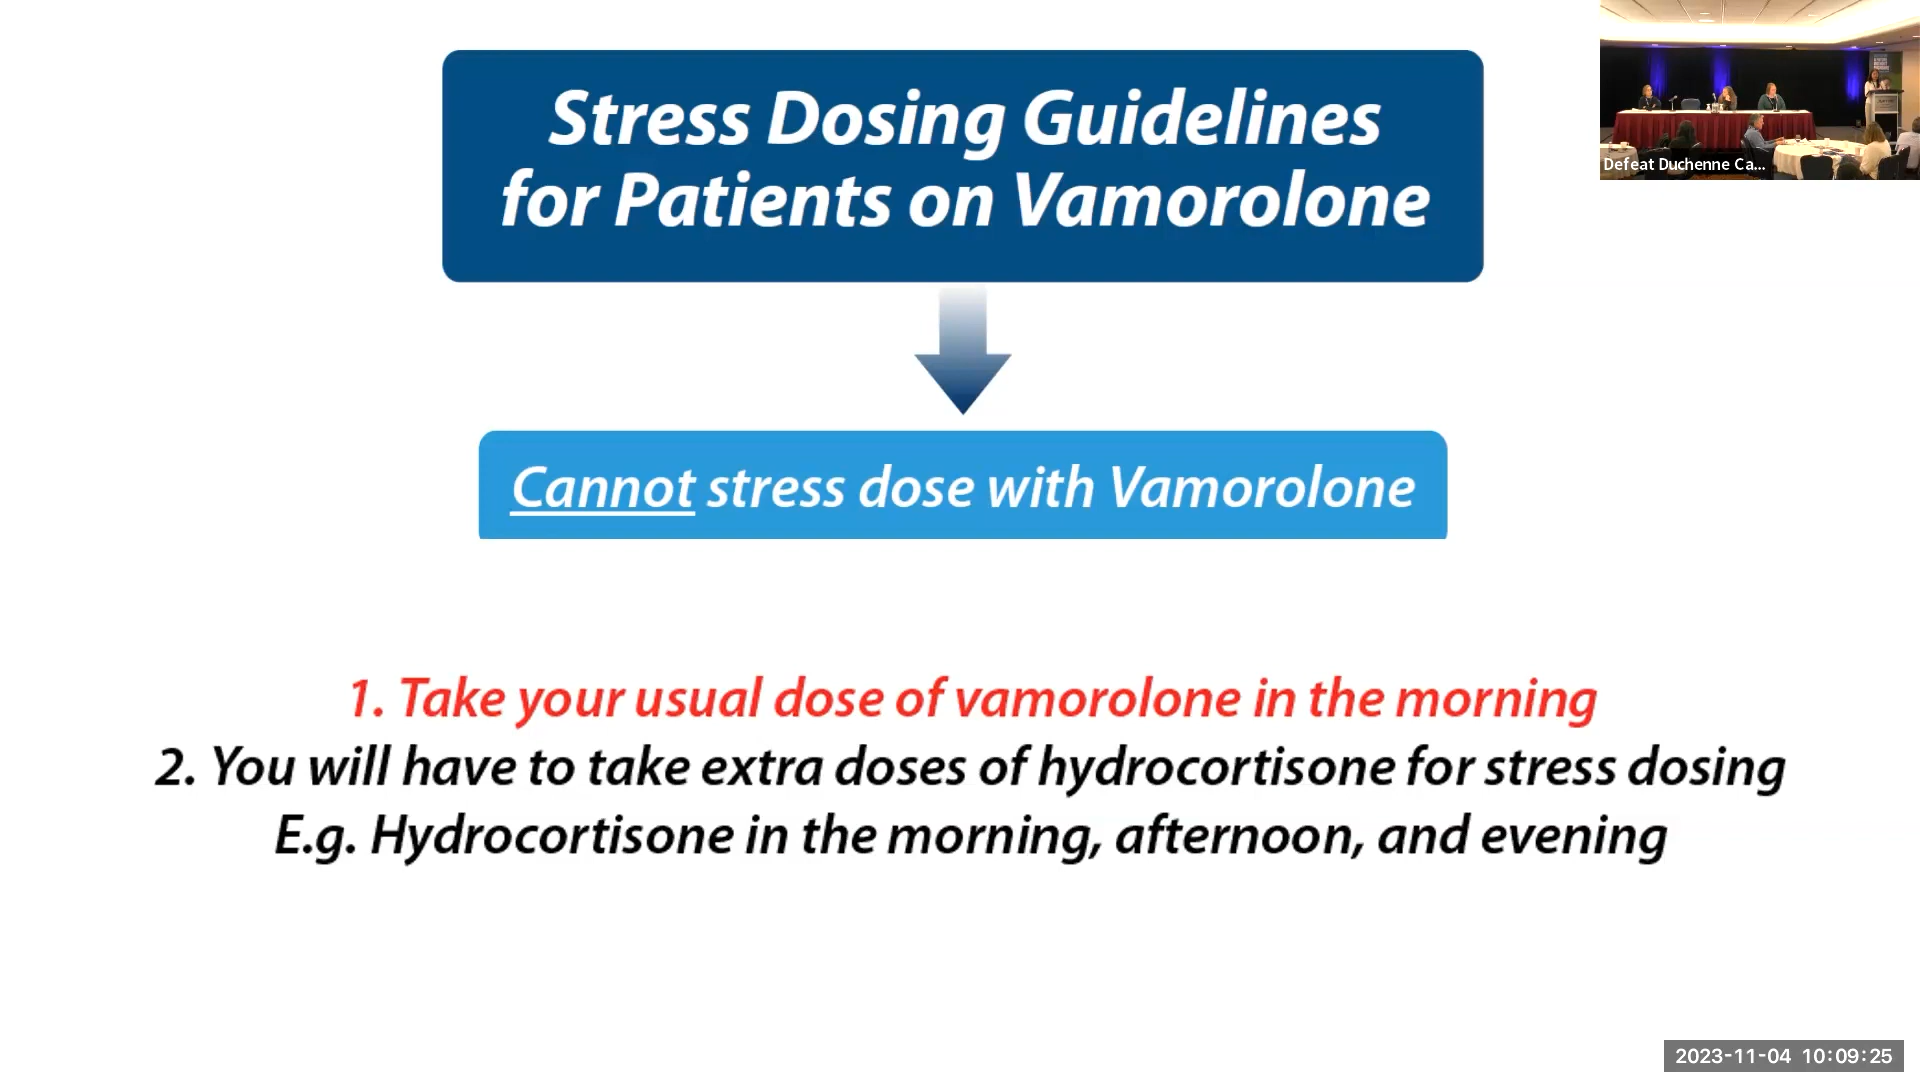 Stress Dosing Guidelines
for Patients on Vamorolone
Defeat Duchenne Ca...
Cannot stress dose with Vamorolone
1. Take your usual dose of vamorolone in the morning
2. You will have to take extra doses of hydrocortisone for stress dosing
E.g. Hydrocortisone in the morning, afternoon, and evening
2023-11-04 10:09:25